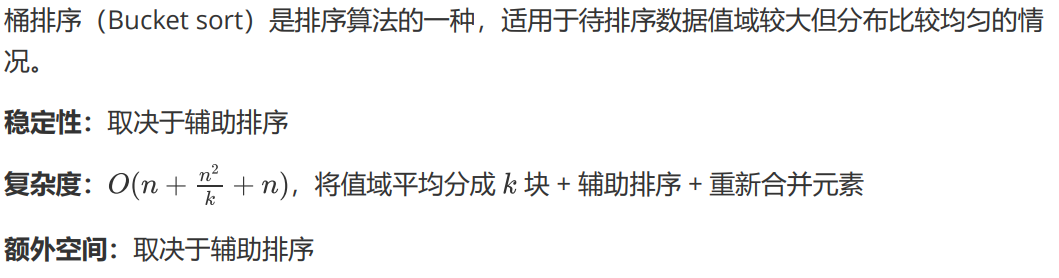 桶排序（Bucket sort）是排序算法的一种，适用于待排序数据值域较大但分布比较均匀的情
况。
稳定性：取决于辅助排序
复杂度：$O(n + \frac{n^2}{k} + n)$，将值域平均分成 $k$ 块 + 辅助排序 + 重新合并元素
额外空间：取决于辅助排序